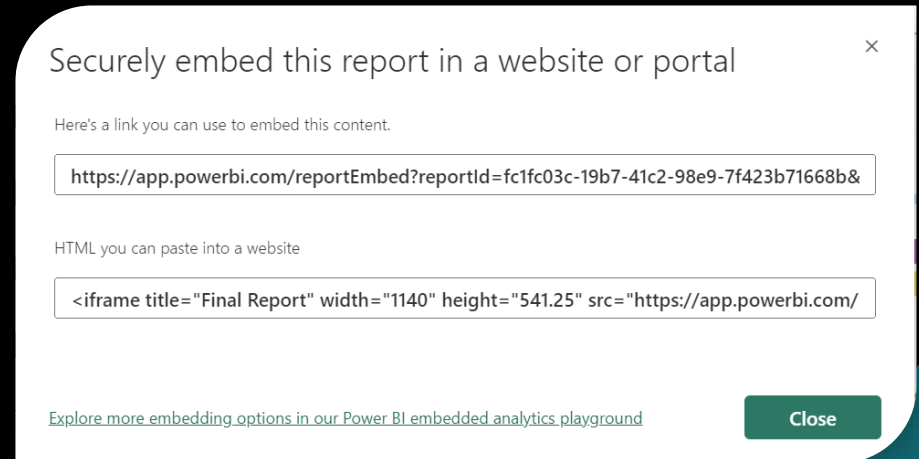 Securely embed this report in a website or portal
Here's a link you can use to embed this content.
https://app.powerbi.com/reportEmbed?reportId=fc1fc03c-19b7-41c2-98e9-7f423b71668b&
HTML you can paste into a website
<iframe title="Final Report" width="1140" height="541.25" src="https://app.powerbi.com/
Explore more embedding options in our Power BI embedded analytics playground
Close